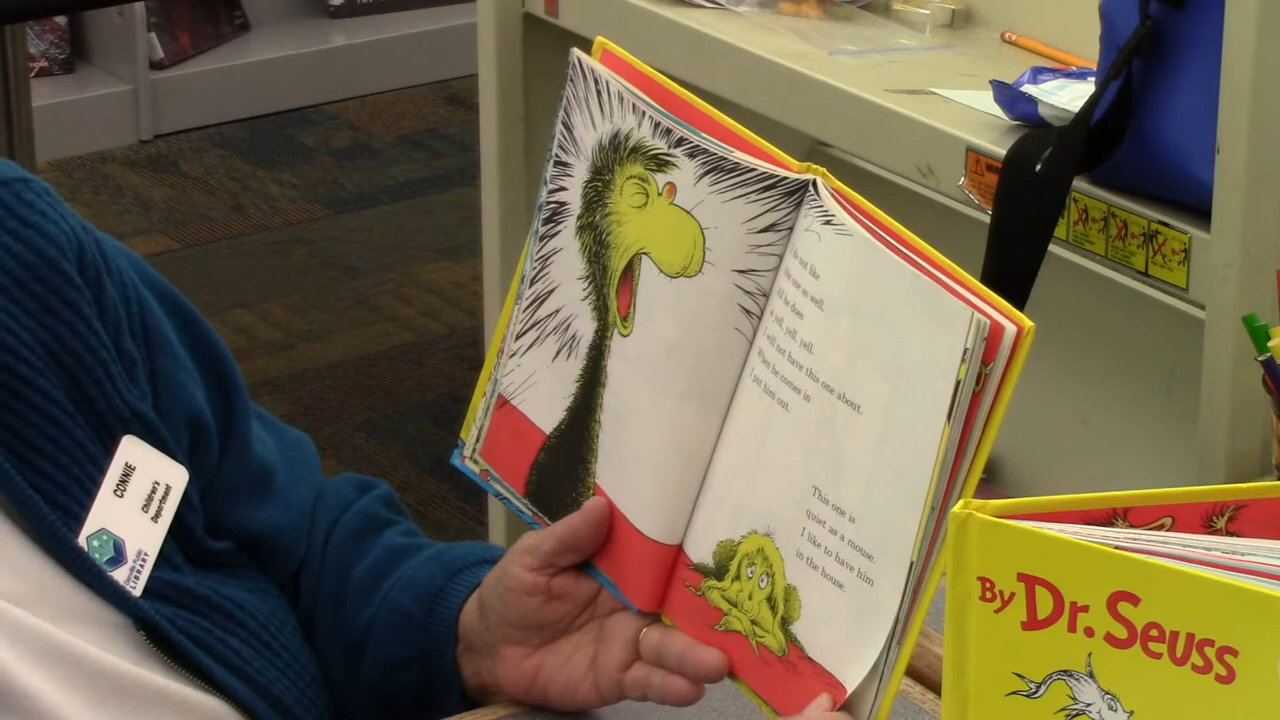 CONNIE
Children's
Department
LIBRARY
I do not like
this one so well.
All he does
is yell, yell, yell.
I will not have this one about.
When he comes in
I put him out.
This one is
quiet as a mouse.
I like to have him
in the house.
By Dr. Seuss